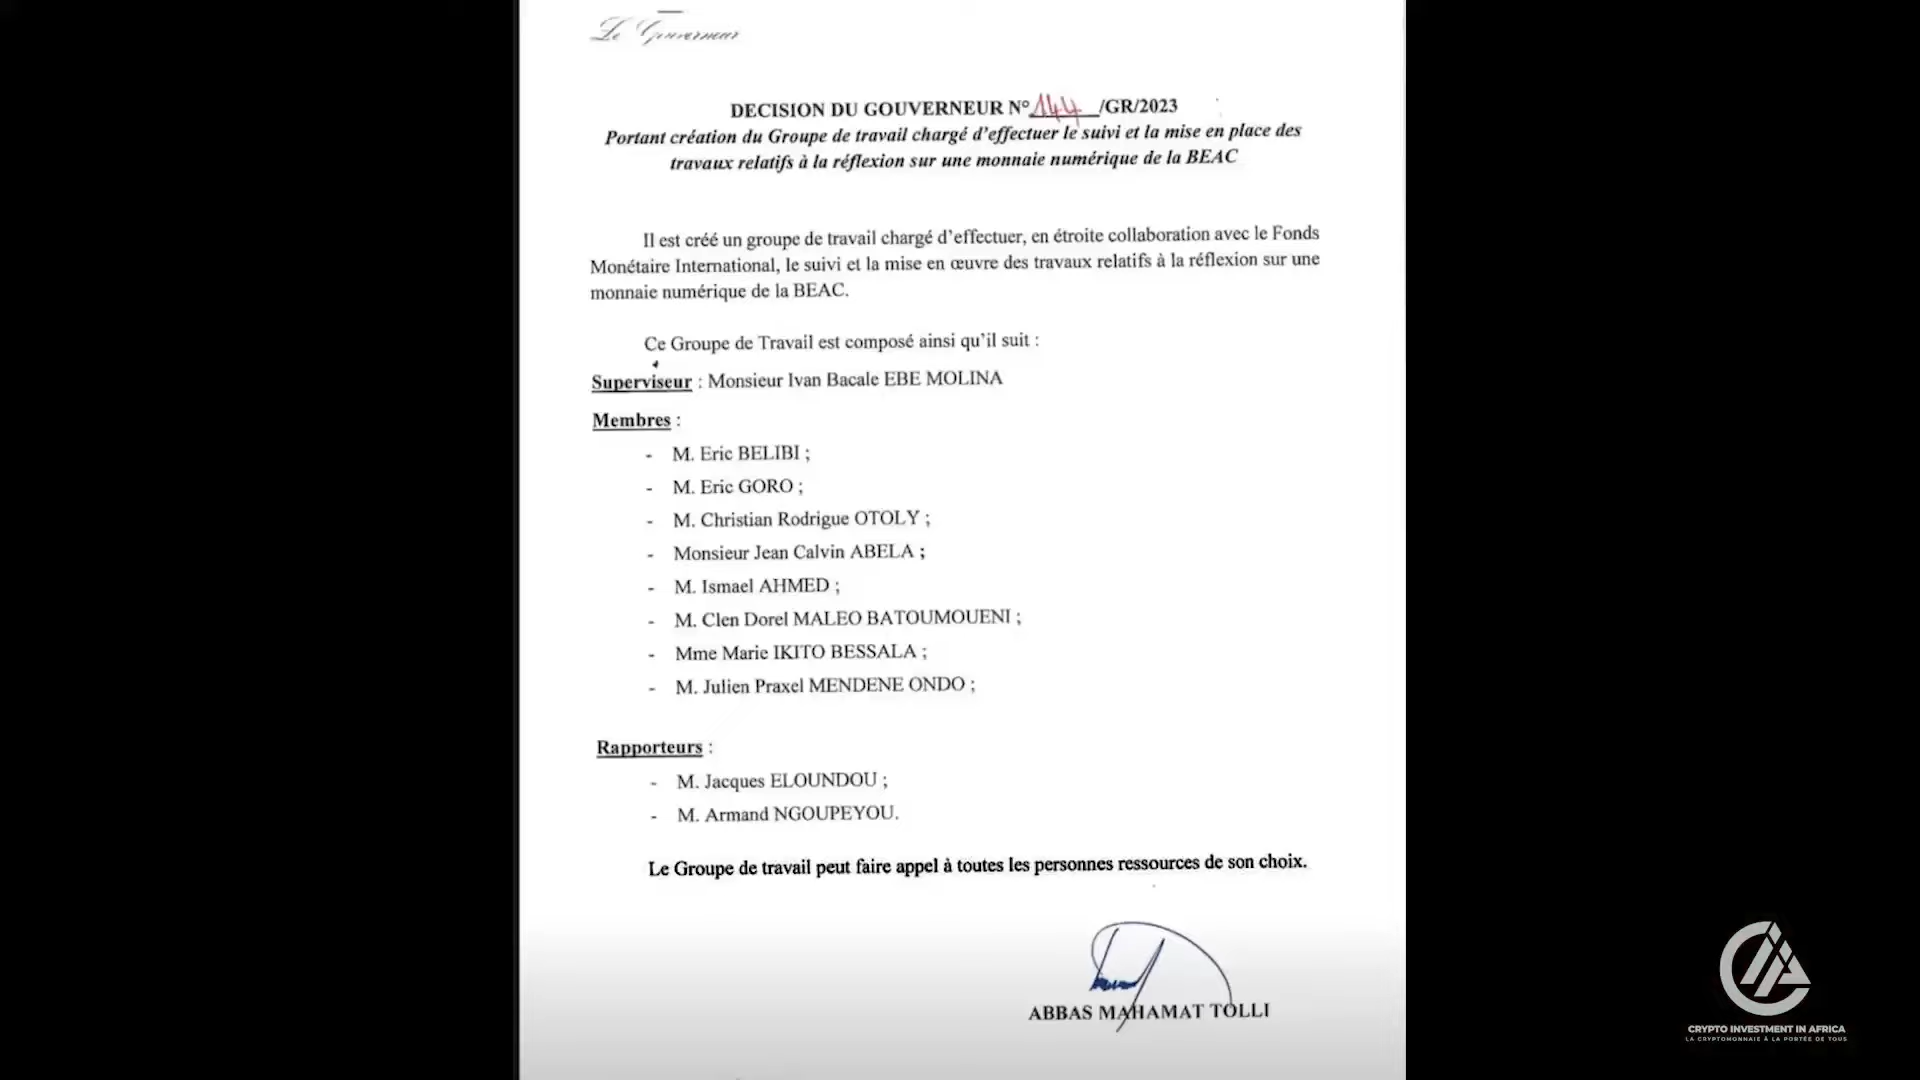 Le Gouverneur
DECISION DU GOUVERNEUR N° 144 /GR/2023
Portant création du Groupe de travail chargé d'effectuer le suivi et la mise en place des
travaux relatifs à la réflexion sur une monnaie numérique de la BEAC
Il est créé un groupe de travail chargé d'effectuer, en étroite collaboration avec le Fonds
Monétaire International, le suivi et la mise en œuvre des travaux relatifs à la réflexion sur une
monnaie numérique de la BEAC.
Ce Groupe de Travail est composé ainsi qu'il suit :
Superviseur : Monsieur Ivan Bacale EBE MOLINA
Membres :
- M. Eric BELIBI ;
- M. Eric GORO ;
- M. Christian Rodrigue OTOLY ;
- Monsieur Jean Calvin ABELA ;
- M. Ismael AHMED ;
- M. Clen Dorel MALEO BATOUMOUENI ;
- Mme Marie IKITO BESSALA ;
- M. Julien Praxel MENDENE ONDO ;
Rapporteurs :
- M. Jacques ELOUNDOU ;
- M. Armand NGOUPEYOU.
Le Groupe de travail peut faire appel à toutes les personnes ressources de son choix.
ABBAS MAHAMAT TOLLI
CRYPTO INVESTMENT IN AFRICA
LA CRYPTOMONNAIE À LA PORTÉE DE TOUS